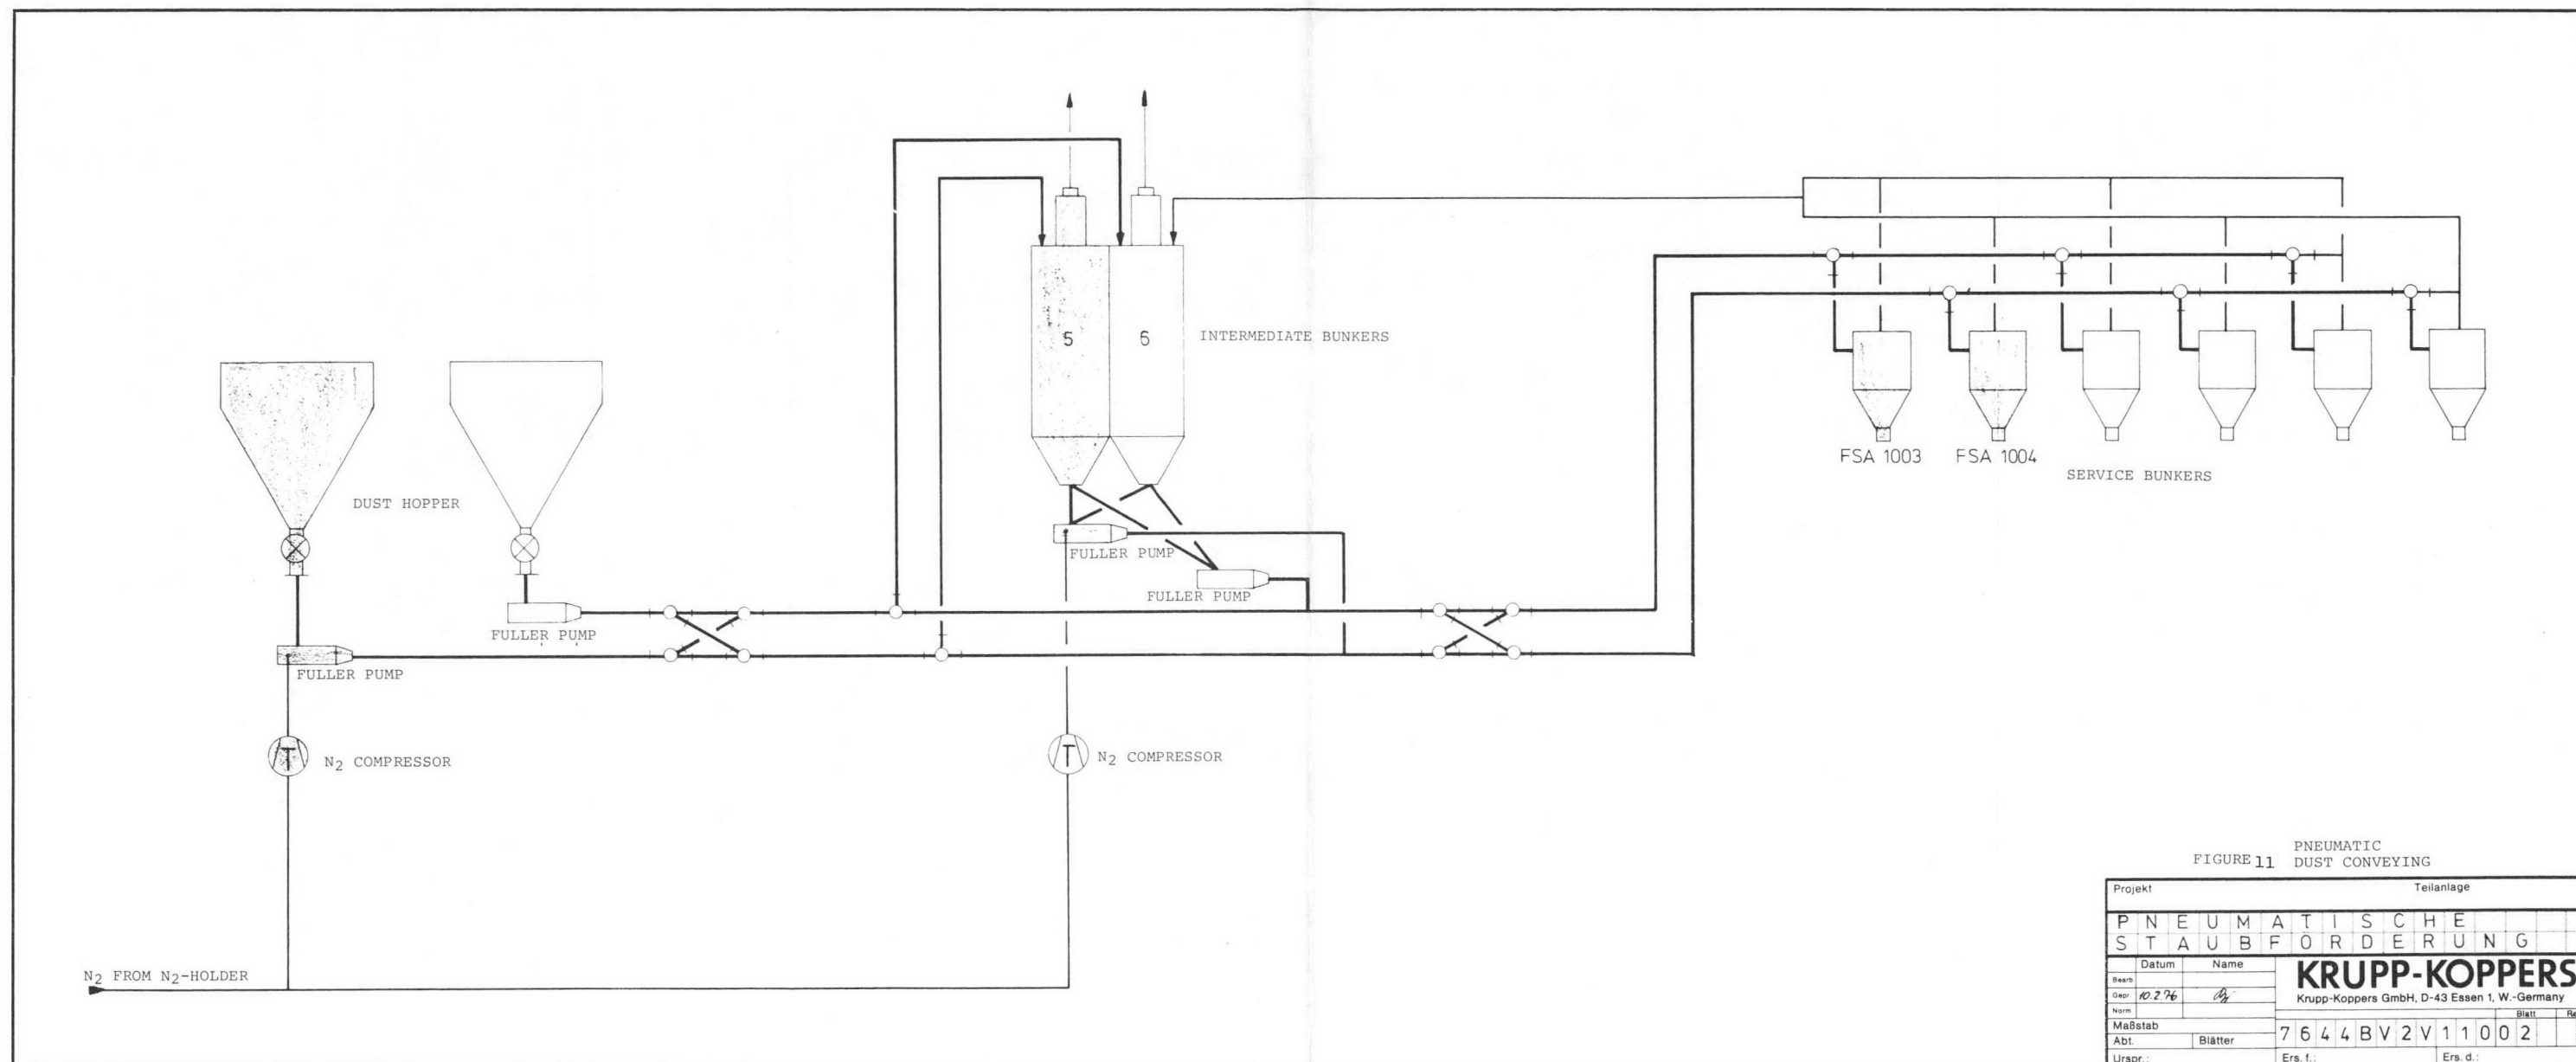 5
6
INTERMEDIATE BUNKERS
FSA 1003
FSA 1004
SERVICE BUNKERS
DUST HOPPER
FULLER PUMP
FULLER PUMP
FULLER PUMP
FULLER PUMP
T
N2 COMPRESSOR
T
N2 COMPRESSOR
N2 FROM N2-HOLDER
FIGURE 11
PNEUMATIC
DUST CONVEYING
Projekt
Teilanlage
PNEUMATISCHE
STAUBFÖRDERUNG
Datum
Name
Bearb
Gepr
10.2.76
Norm
KRUPP-KOPPERS
Krupp-Koppers GmbH, D-43 Essen 1, W.-Germany
Blatt
Maßstab
7644BV2V11002
Abt.
Blätter
Urspr.:
Ers. f.:
Ers. d.: